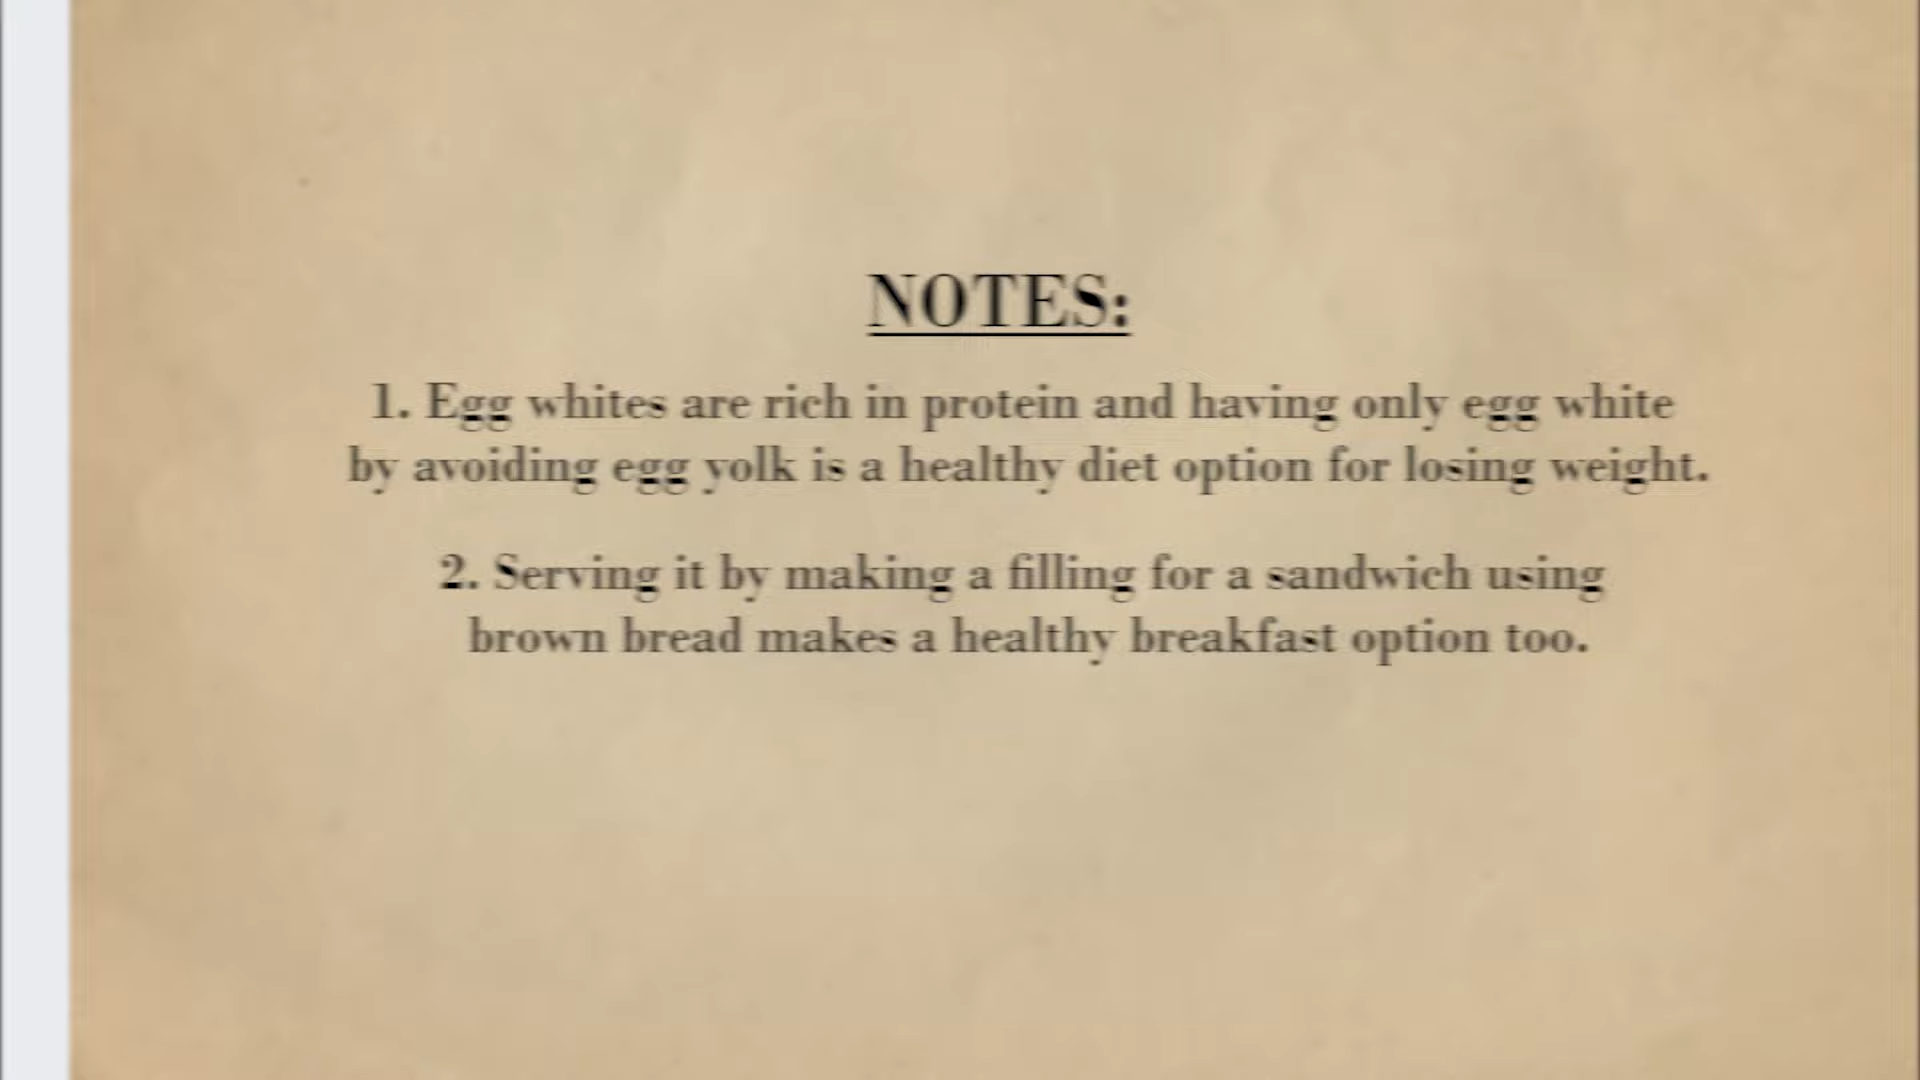 NOTES:
1. Egg whites are rich in protein and having only egg white
by avoiding egg yolk is a healthy diet option for losing weight.
2. Serving it by making a filling for a sandwich using
brown bread makes a healthy breakfast option too.